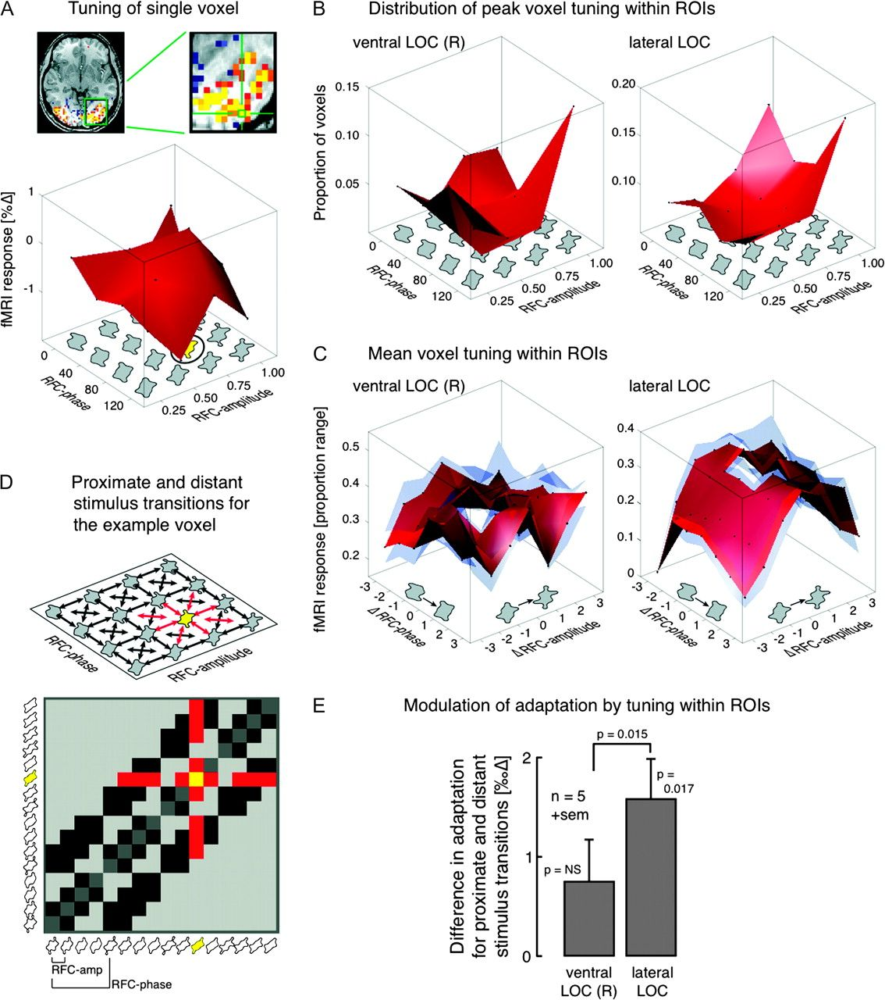 A
Tuning of single voxel
fMRI response [%Δ]
1
0
-1
0
40
80
120
RFC-phase
0.25
0.50
0.75
1.00
RFC-amplitude
B
Distribution of peak voxel tuning within ROIs
ventral LOC (R)
Proportion of voxels
0.15
0.10
0.05
0
40
80
120
RFC-phase
0.25
0.50
0.75
1.00
RFC-amplitude
lateral LOC
0.20
0.15
0.10
0
40
80
120
RFC-phase
0.25
0.50
0.75
1.00
RFC-amplitude
C
Mean voxel tuning within ROIs
ventral LOC (R)
fMRI response [proportion range]
0.5
0.4
0.3
0.2
-3
-2
-1
0
1
2
3
ΔRFC-phase
-3
-2
-1
0
1
2
3
ΔRFC-amplitude
lateral LOC
0.4
0.3
0.2
0.1
0
-3
-2
-1
0
1
2
3
ΔRFC-phase
-3
-2
-1
0
1
2
3
ΔRFC-amplitude
D
Proximate and distant
stimulus transitions for
the example voxel
RFC-phase
RFC-amplitude
RFC-amp
RFC-phase
E
Modulation of adaptation by tuning within ROIs
Difference in adaptation
for proximate and distant
stimulus transitions [‰Δ]
2
1
0
p = 0.015
n = 5
+sem
p = NS
p =
0.017
ventral
LOC (R)
lateral
LOC